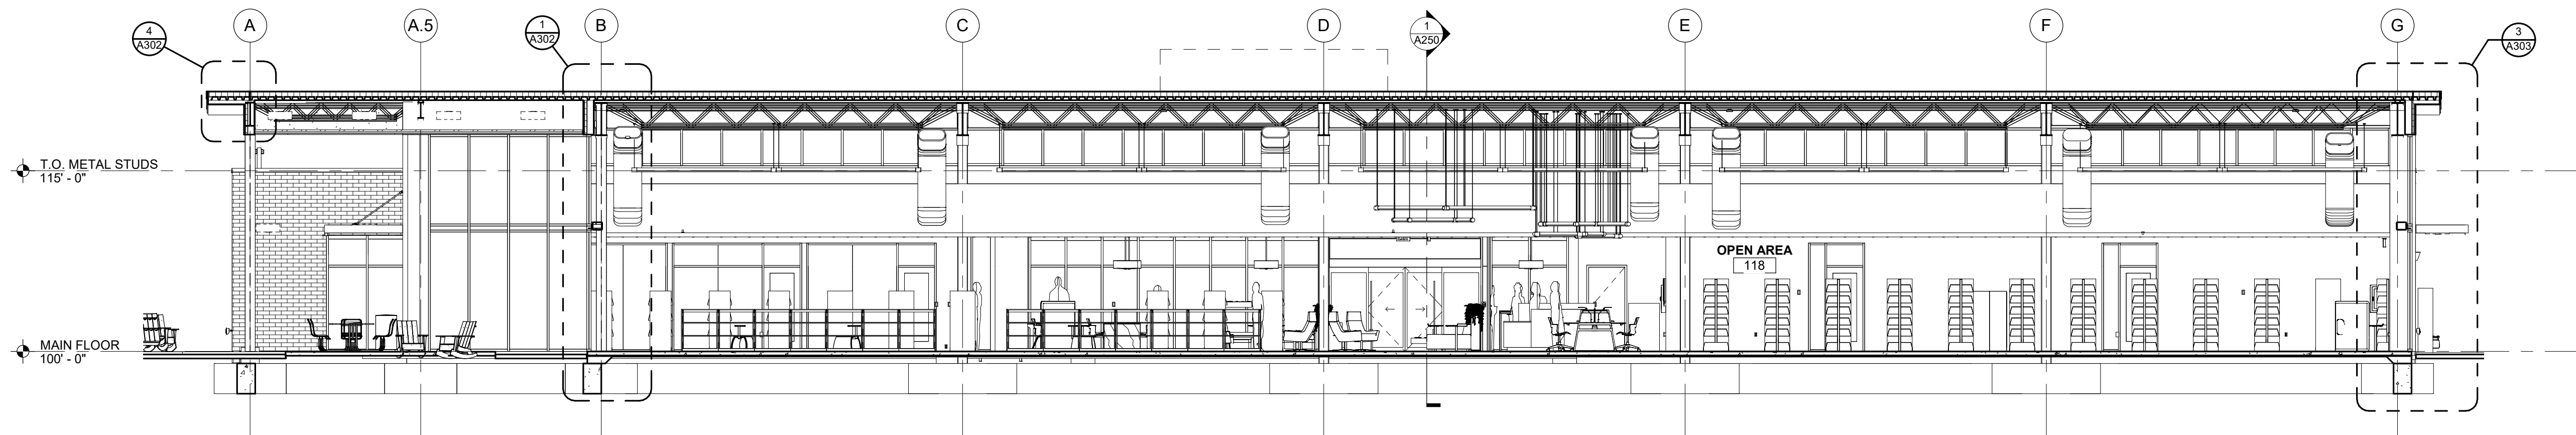 A
A.5
B
C
D
E
F
G
4
A302
1
A302
1
A250
3
A303
T.O. METAL STUDS
115' - 0"
OPEN AREA
118
MAIN FLOOR
100' - 0"